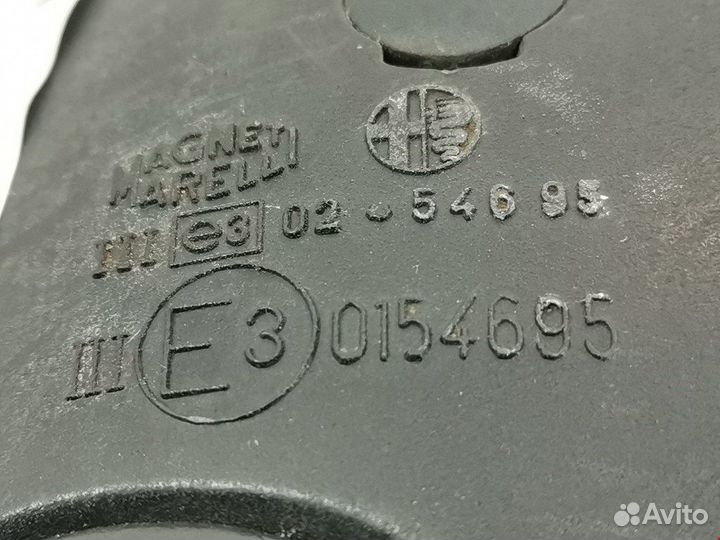 MAGNETI
MARELLI
III e3 02 • 54695
III E3 0154695
Avito